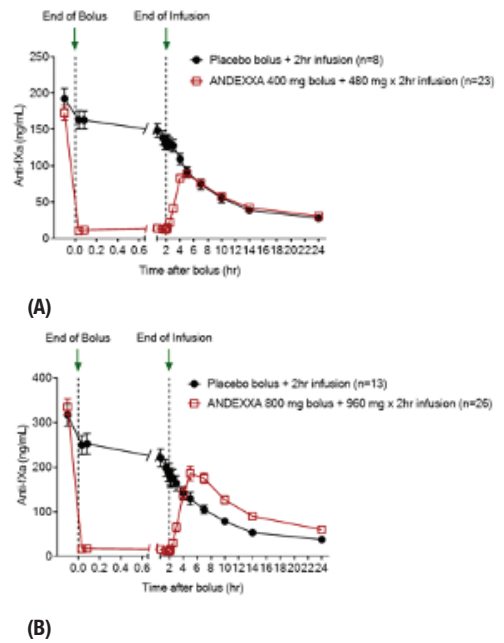 End of Bolus End of Infusion
Placebo bolus + 2hr infusion (n=8)
ANDEXXA 400 mg bolus + 480 mg x 2hr infusion (n=23)
250
200
150
100
50
0
Anti-fXa (ng/mL)
0.0 0.2 0.4 0.6 0 2 4 6 8 10 12 14 16 18 20 22 24
Time after bolus (hr)
(A)
End of Bolus End of Infusion
Placebo bolus + 2hr infusion (n=13)
ANDEXXA 800 mg bolus + 960 mg x 2hr infusion (n=26)
400
300
200
100
0
Anti-fXa (ng/mL)
0.0 0.2 0.4 0.6 0.8 2 4 6 8 10 12 14 16 18 20 22 24
Time after bolus (hr)
(B)